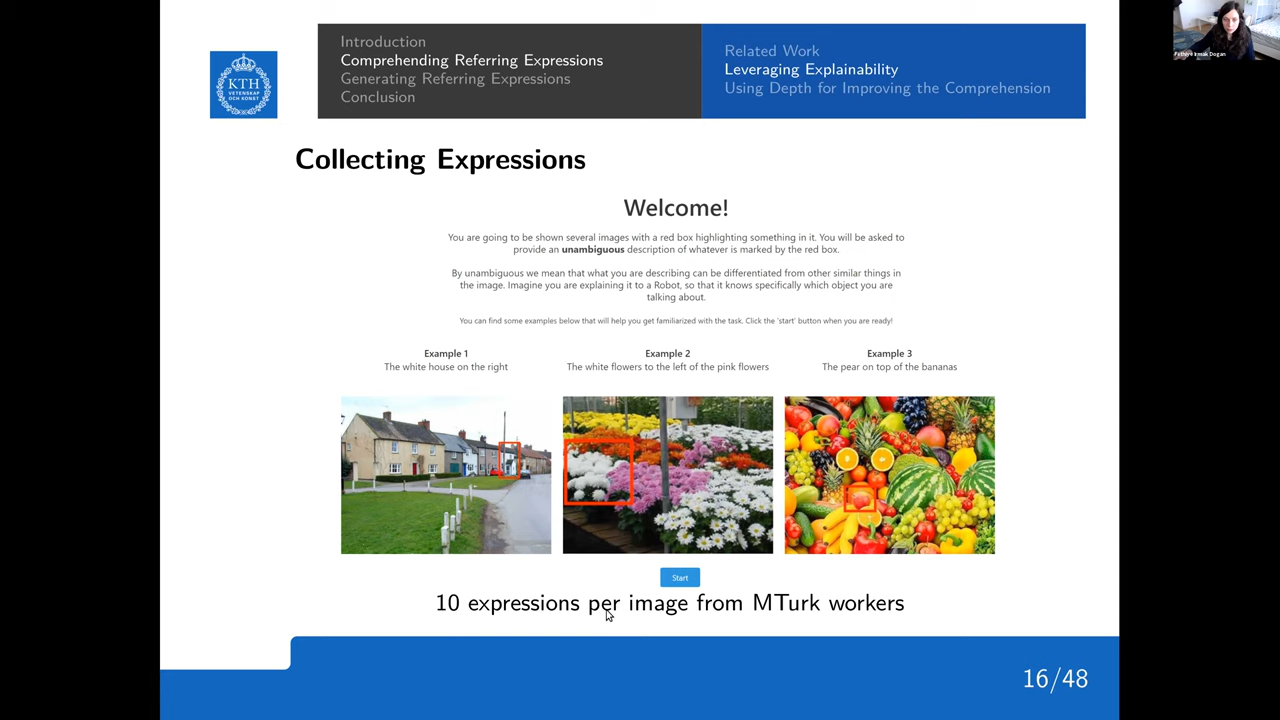 Introduction
Comprehending Referring Expressions
Generating Referring Expressions
Conclusion
Related Work
Leveraging Explainability
Using Depth for Improving the Comprehension
KTH
VETENSKAP
OCH KONST
Collecting Expressions
Welcome!
You are going to be shown several images with a red box highlighting something in it. You will be asked to
provide an unambiguous description of whatever is marked by the red box.
By unambiguous we mean that what you are describing can be differentiated from other similar things in
the image. Imagine you are explaining it to a Robot, so that it knows specifically which object you are
talking about.
You can find some examples below that will help you get familiarized with the task. Click the 'start' button when you are ready!
Example 1
The white house on the right
Example 2
The white flowers to the left of the pink flowers
Example 3
The pear on top of the bananas
Start
10 expressions per image from MTurk workers
16/48
Irmak Dogan